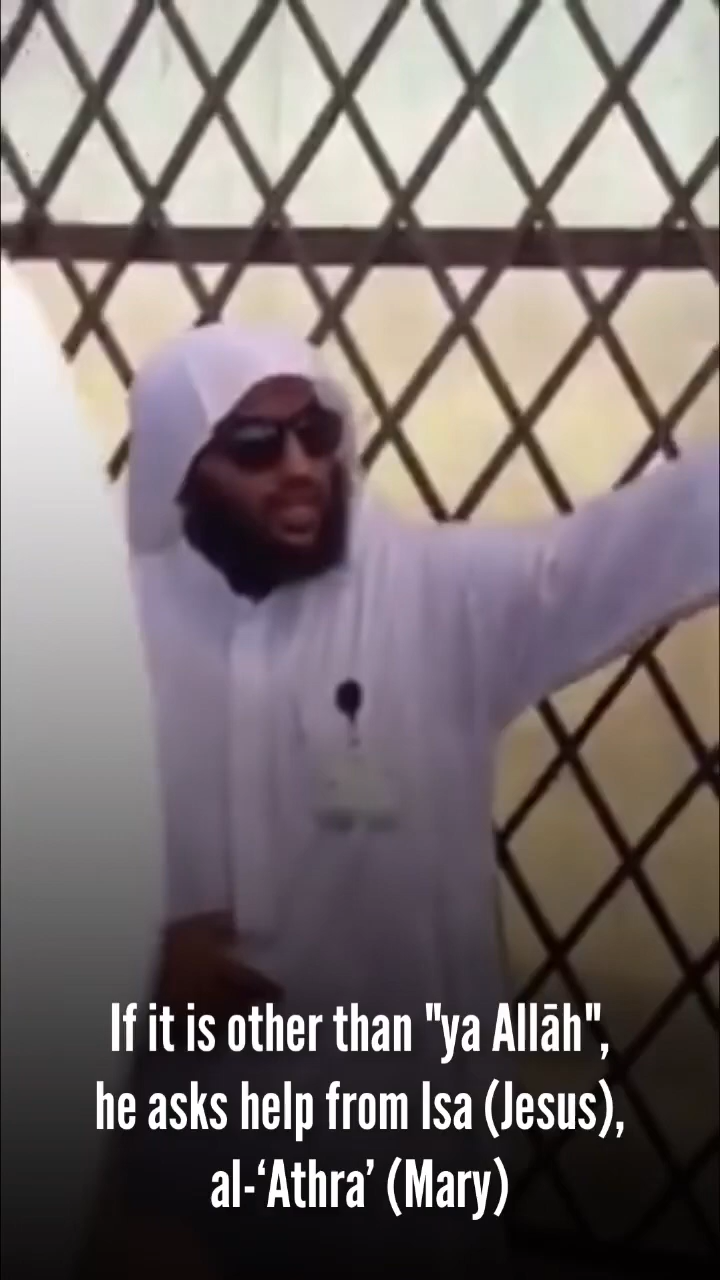 If it is other than "ya Allāh",
he asks help from Isa (Jesus),
al-‘Athra’ (Mary)